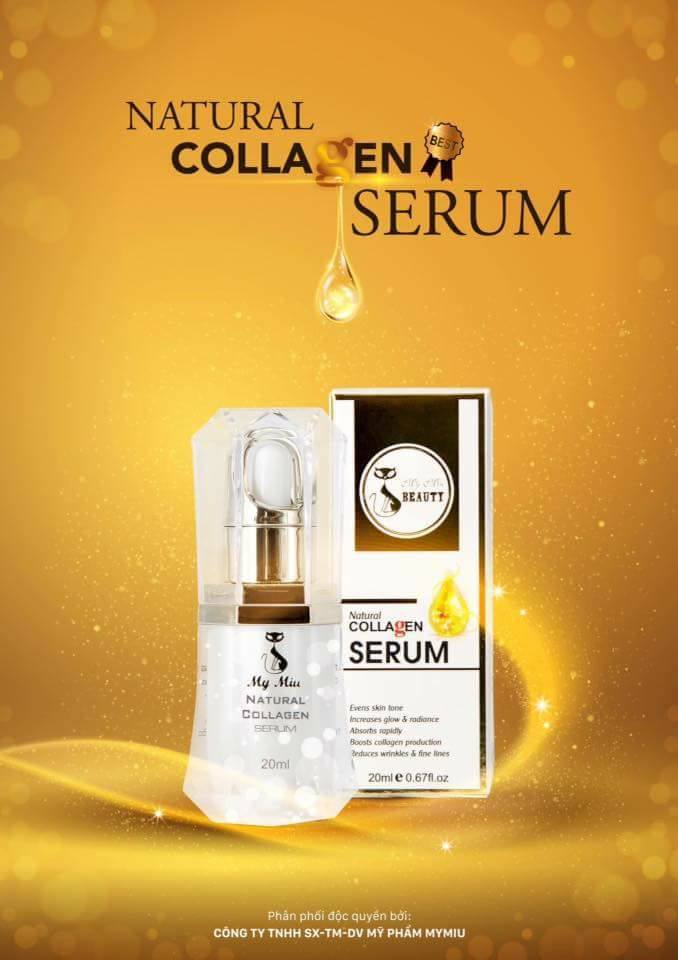 NATURAL
COLLAgEN
BEST
SERUM
My Miu
BEAUTY
Natural
COLLAgEN
SERUM
Evens skin tone
Increases glow & radiance
Absorbs rapidly
Boosts collagen production
Reduces wrinkles & fine lines
20ml e 0.67fl.oz
My Miu
NATURAL
COLLAGEN
SERUM
20ml
Phân phối độc quyền bởi:
CÔNG TY TNHH SX-TM-DV MỸ PHẨM MYMIU